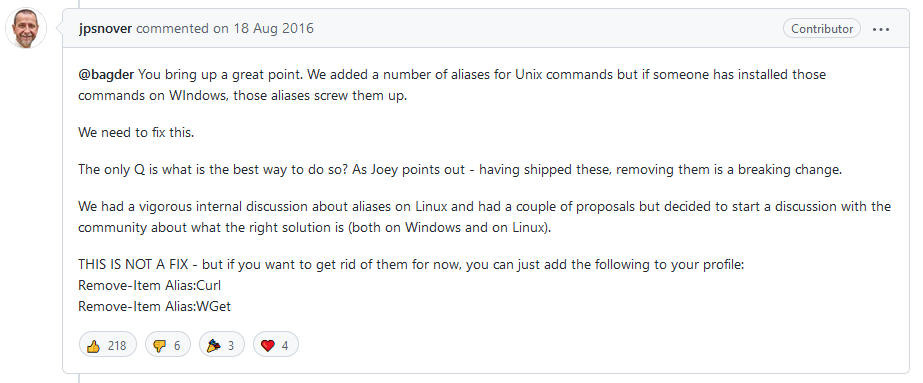 jpsnover commented on 18 Aug 2016
Contributor
@bagder You bring up a great point. We added a number of aliases for Unix commands but if someone has installed those
commands on WIndows, those aliases screw them up.
We need to fix this.
The only Q is what is the best way to do so? As Joey points out - having shipped these, removing them is a breaking change.
We had a vigorous internal discussion about aliases on Linux and had a couple of proposals but decided to start a discussion with the
community about what the right solution is (both on Windows and on Linux).
THIS IS NOT A FIX - but if you want to get rid of them for now, you can just add the following to your profile:
Remove-Item Alias:Curl
Remove-Item Alias:WGet
218
6
3
4